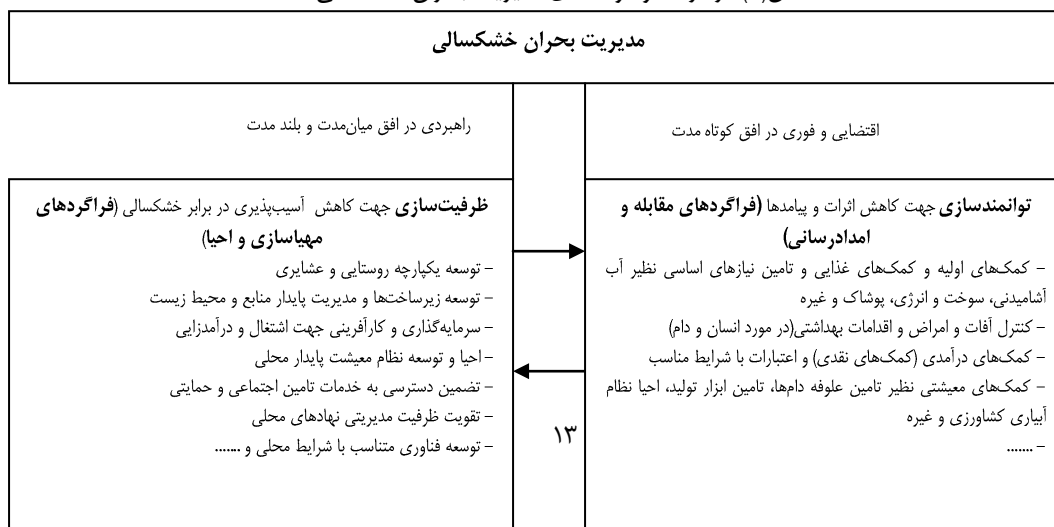 مدیریت بحران خشکسالی
اقتضایی و فوری در افق کوتاه مدت
راهبردی در افق میان‌مدت و بلند مدت
توانمندسازی جهت کاهش اثرات و پیامدها (فراگردهای مقابله و
امدادرسانی)
- کمک‌های اولیه و کمک‌های غذایی و تامین نیازهای اساسی نظیر آب
آشامیدنی، سوخت و انرژی، پوشاک و غیره
- کنترل آفات و امراض و اقدامات بهداشتی(در مورد انسان و دام)
- کمک‌های درآمدی (کمک‌های نقدی) و اعتبارات با شرایط مناسب
- کمک‌های معیشتی نظیر تامین علوفه دام‌ها، تامین ابزار تولید، احیا نظام
آبیاری کشاورزی و غیره
- .......
ظرفیت‌سازی جهت کاهش آسیب‌پذیری در برابر خشکسالی (فراگردهای
مهیاسازی و احیا)
- توسعه یکپارچه روستایی و عشایری
- توسعه زیرساخت‌ها و مدیریت پایدار منابع و محیط زیست
- سرمایه‌گذاری و کارآفرینی جهت اشتغال و درآمدزایی
- احیا و توسعه نظام معیشت پایدار محلی
- تضمین دسترسی به خدمات تامین اجتماعی و حمایتی
- تقویت ظرفیت مدیریتی نهادهای محلی
- توسعه فناوری متناسب با شرایط محلی و .......
۱۳